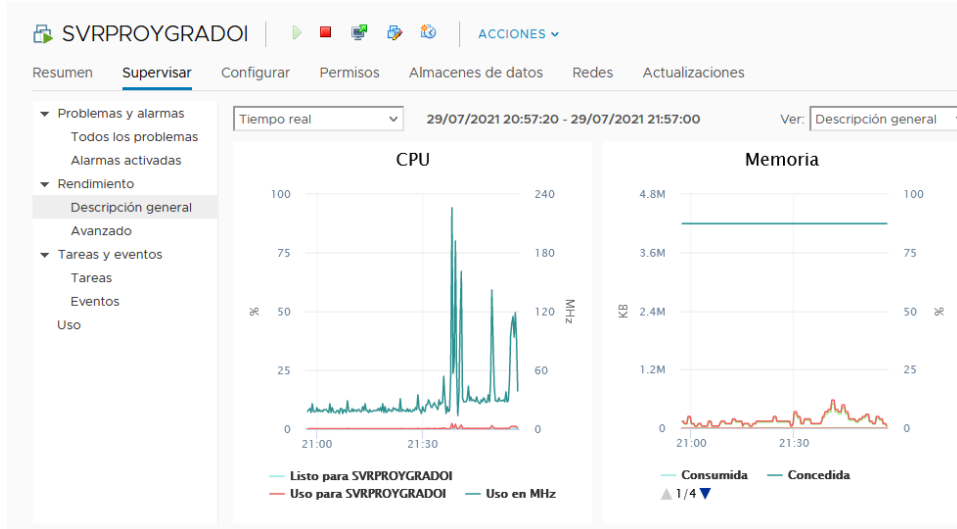 SVRPROYGRADOI
ACCIONES
Resumen Supervisar Configurar Permisos Almacenes de datos Redes Actualizaciones
Problemas y alarmas
Todos los problemas
Alarmas activadas
Rendimiento
Descripción general
Avanzado
Tareas y eventos
Tareas
Eventos
Uso
Tiempo real 29/07/2021 20:57:20 - 29/07/2021 21:57:00 Ver: Descripción general
CPU
100 240
75 180
50 120
25 60
0 0
% MHz
21:00 21:30
Listo para SVRPROYGRADOI
Uso para SVRPROYGRADOI Uso en MHz
Memoria
4.8M 100
3.6M 75
2.4M 50
1.2M 25
0 0
KB %
21:00 21:30
Consumida Concedida
1/4